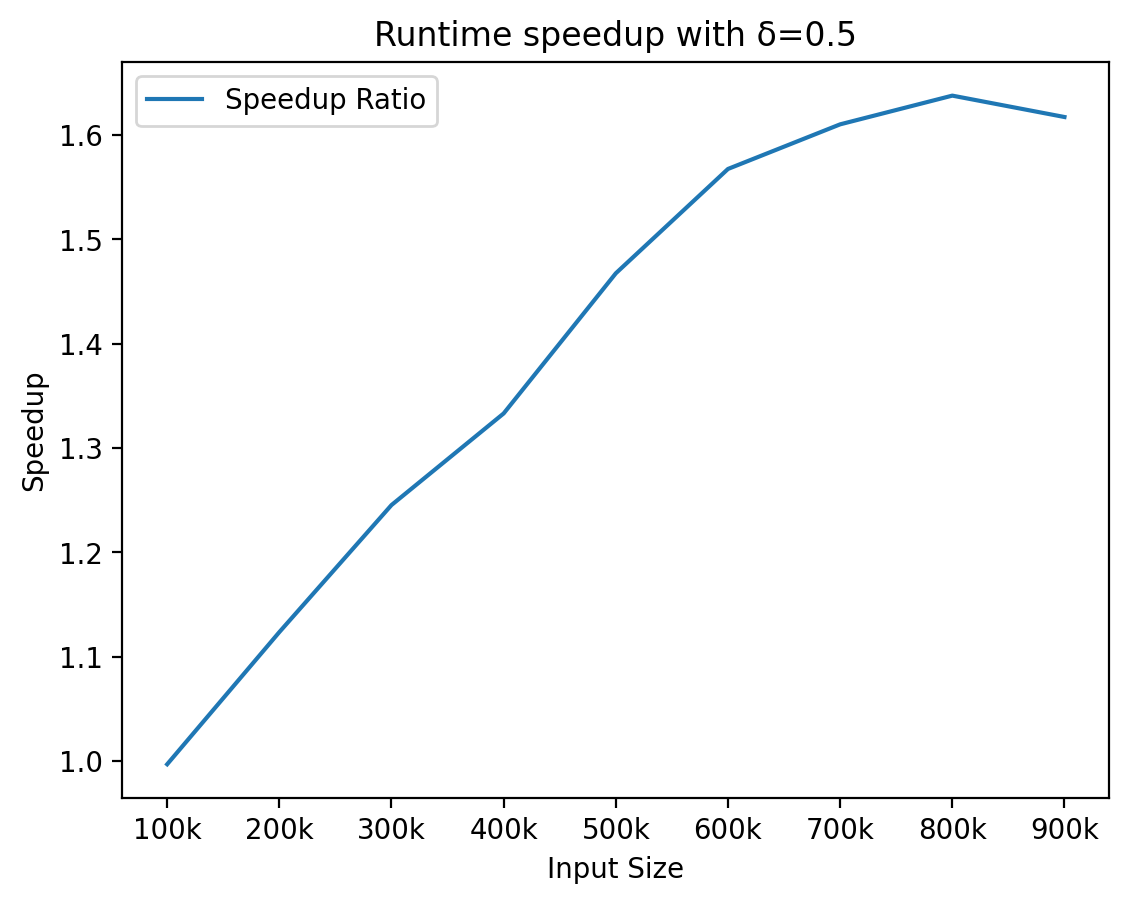 Runtime speedup with δ=0.5
Speedup Ratio
Speedup
1.6
1.5
1.4
1.3
1.2
1.1
1.0
100k 200k 300k 400k 500k 600k 700k 800k 900k
Input Size